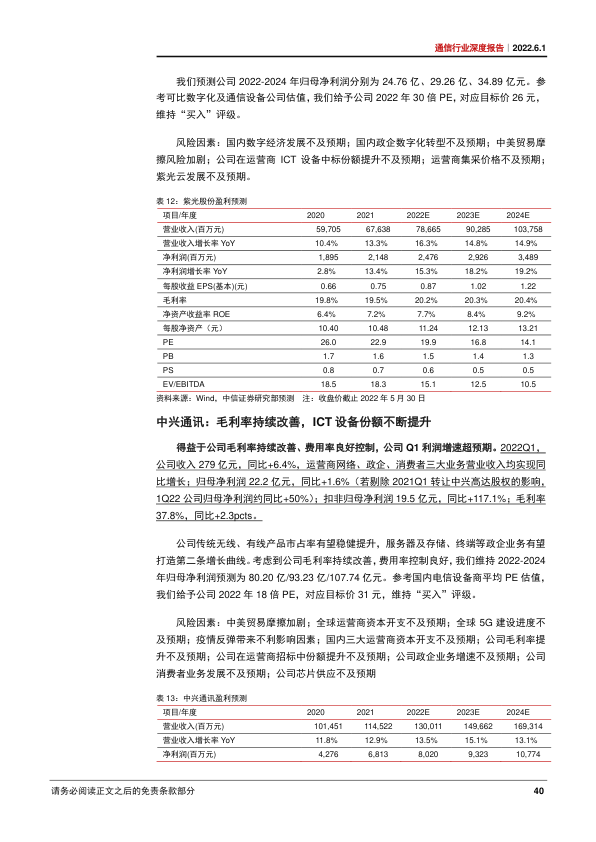 通信行业深度报告｜2022.6.1
我们预测公司 2022-2024 年归母净利润分别为 24.76 亿、29.26 亿、34.89 亿元。参
考可比数字化及通信设备公司估值，我们给予公司 2022 年 30 倍 PE，对应目标价 26 元，
维持“买入”评级。
风险因素：国内数字经济发展不及预期；国内政企数字化转型不及预期；中美贸易摩
擦风险加剧；公司在运营商 ICT 设备中标份额提升不及预期；运营商集采价格不及预期；
紫光云发展不及预期。
表 12：紫光股份盈利预测
项目/年度 2020 2021 2022E 2023E 2024E
营业收入(百万元) 59,705 67,638 78,665 90,285 103,758
营业收入增长率 YoY 10.4% 13.3% 16.3% 14.8% 14.9%
净利润(百万元) 1,895 2,148 2,476 2,926 3,489
净利润增长率 YoY 2.8% 13.4% 15.3% 18.2% 19.2%
每股收益 EPS(基本)(元) 0.66 0.75 0.87 1.02 1.22
毛利率 19.8% 19.5% 20.2% 20.3% 20.4%
净资产收益率 ROE 6.4% 7.2% 7.7% 8.4% 9.2%
每股净资产（元） 10.40 10.48 11.24 12.13 13.21
PE 26.0 22.9 19.9 16.8 14.1
PB 1.7 1.6 1.5 1.4 1.3
PS 0.8 0.7 0.6 0.5 0.5
EV/EBITDA 18.5 18.3 15.1 12.5 10.5
资料来源：Wind，中信证券研究部预测 注：收盘价截止 2022 年 5 月 30 日
中兴通讯：毛利率持续改善，ICT 设备份额不断提升
得益于公司毛利率持续改善、费用率良好控制，公司 Q1 利润增速超预期。2022Q1，
公司收入 279 亿元，同比+6.4%，运营商网络、政企、消费者三大业务营业收入均实现同
比增长；归母净利润 22.2 亿元，同比+1.6%（若剔除 2021Q1 转让中兴高达股权的影响，
1Q22 公司归母净利润约同比+50%）；扣非归母净利润 19.5 亿元，同比+117.1%；毛利率
37.8%，同比+2.3pcts。
公司传统无线、有线产品市占率有望稳健提升，服务器及存储、终端等政企业务有望
打造第二条增长曲线。考虑到公司毛利率持续改善，费用率控制良好，我们维持 2022-2024
年归母净利润预测为 80.20 亿/93.23 亿/107.74 亿元。参考国内电信设备商平均 PE 估值，
我们给予公司 2022 年 18 倍 PE，对应目标价 31 元，维持“买入”评级。
风险因素：中美贸易摩擦加剧；全球运营商资本开支不及预期；全球 5G 建设进度不
及预期；疫情反弹带来不利影响因素；国内三大运营商资本开支不及预期；公司毛利率提
升不及预期；公司在运营商招标中份额提升不及预期；公司政企业务增速不及预期；公司
消费者业务发展不及预期；公司芯片供应不及预期
表 13：中兴通讯盈利预测
项目/年度 2020 2021 2022E 2023E 2024E
营业收入(百万元) 101,451 114,522 130,011 149,662 169,314
营业收入增长率 YoY 11.8% 12.9% 13.5% 15.1% 13.1%
净利润(百万元) 4,276 6,813 8,020 9,323 10,774
请务必阅读正文之后的免责条款部分 40